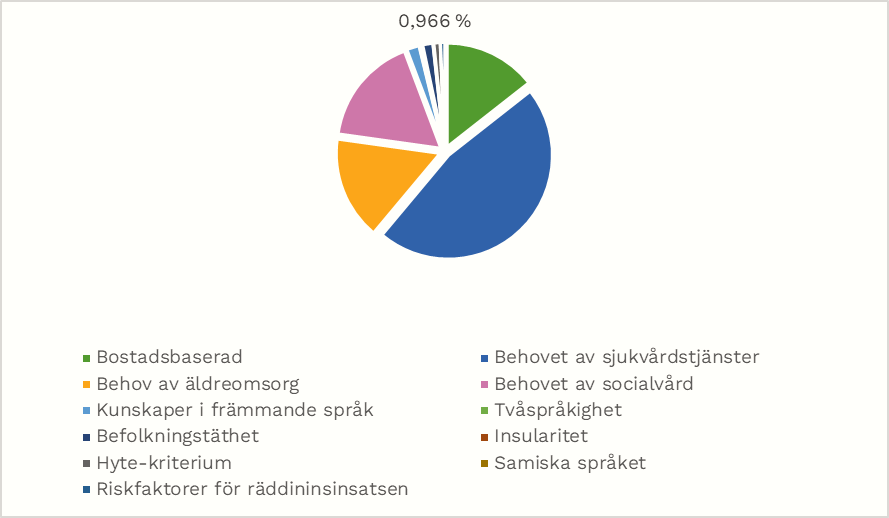 0,966 %
Bostadsbaserad
Behovet av sjukvårdstjänster
Behov av äldreomsorg
Behovet av socialvård
Kunskaper i främmande språk
Tvåspråkighet
Befolkningstäthet
Insularitet
Hyte-kriterium
Samiska språket
Riskfaktorer för räddininsinsatsen